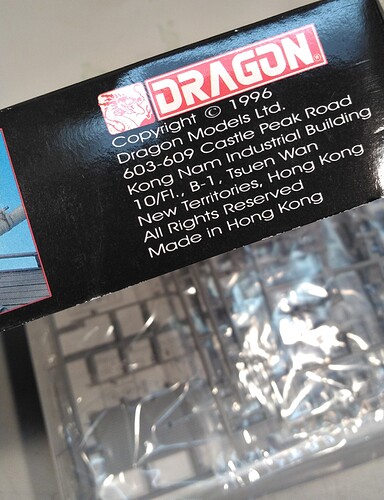 DRAGON
Copyright © 1996
Dragon Models Ltd.
603-609 Castle Peak Road
Kong Nam Industrial Building
10/Fl., B-1, Tsuen Wan
New Territories, Hong Kong
All Rights Reserved
Made in Hong Kong